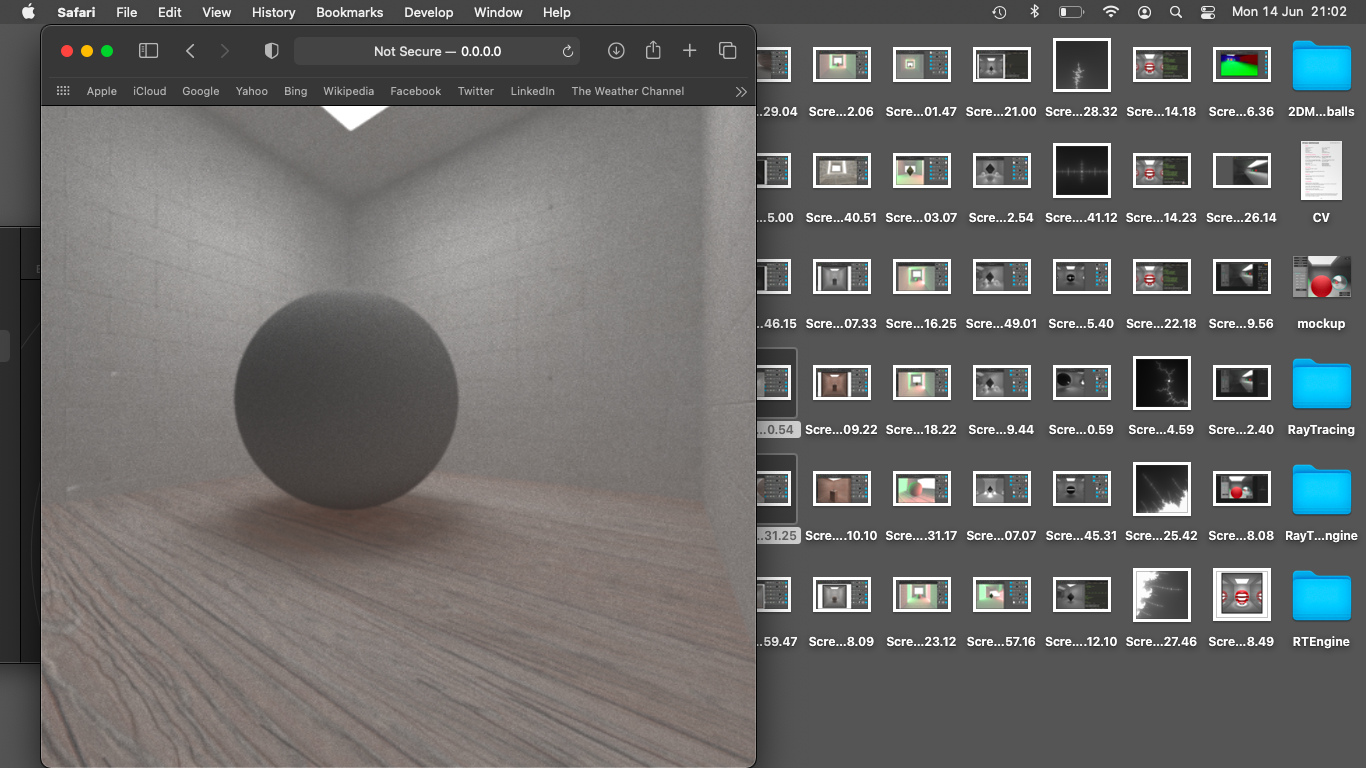 Safari File Edit View History Bookmarks Develop Window Help Mon 14 Jun 21:02
Not Secure — 0.0.0.0
Apple iCloud Google Yahoo Bing Wikipedia Facebook Twitter LinkedIn The Weather Channel
...29.04 Scre...2.06 Scre...01.47 Scre...21.00 Scre...28.32 Scre...14.18 Scre...6.36 2DM...balls
...5.00 Scre...40.51 Scre...03.07 Scre...2.54 Scre....41.12 Scre...14.23 Scre...26.14 CV
...46.15 Scre...07.33 Scre...16.25 Scre...49.01 Scre...5.40 Scre...22.18 Scre...9.56 mockup
...0.54 Scre...09.22 Scre...18.22 Scre...9.44 Scre...0.59 Scre...4.59 Scre...2.40 RayTracing
...31.25 Scre....10.10 Scre....31.17 Scre...07.07 Scre...45.31 Scre...25.42 Scre...8.08 RayT...ngine
...59.47 Scre...8.09 Scre...23.12 Scre...57.16 Scre....12.10 Scre...27.46 Scre...8.49 RTEngine